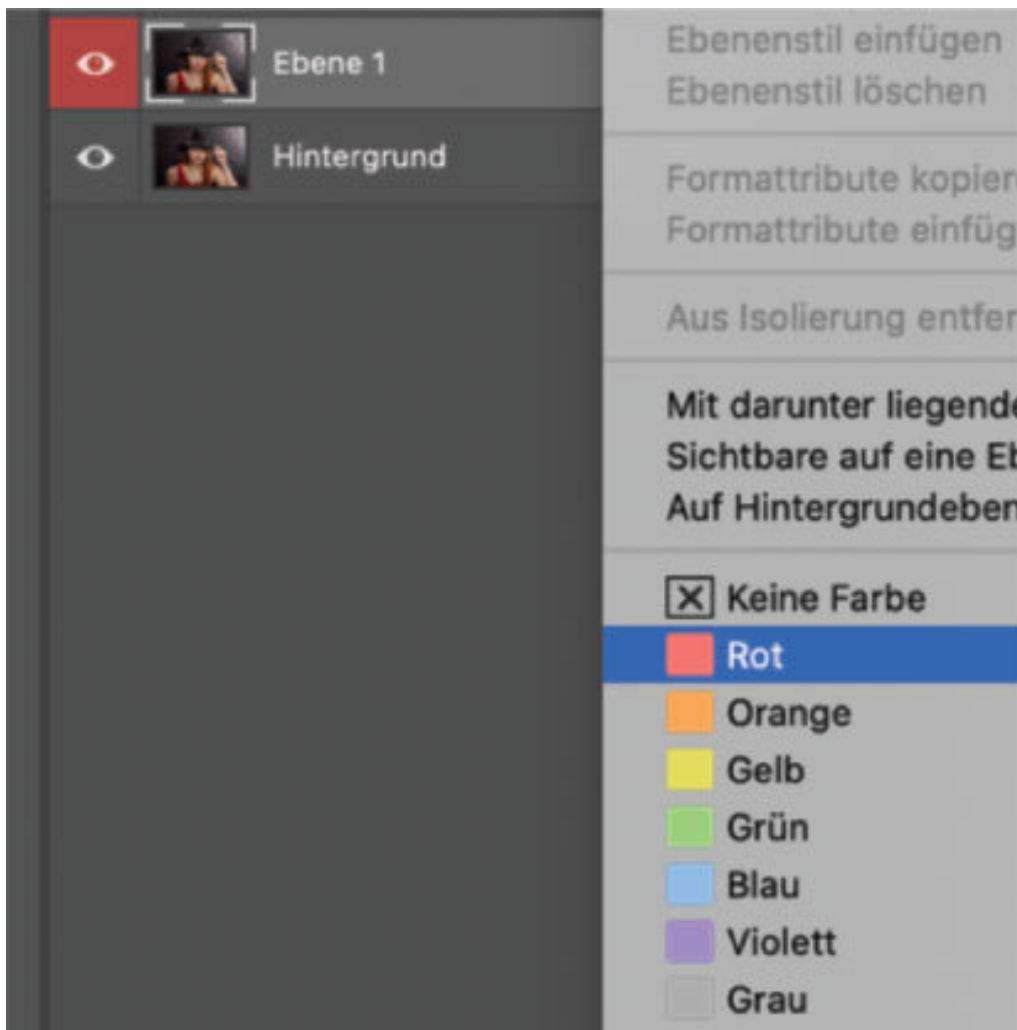 Ebene 1
Hintergrund
Ebenenstil einfügen
Ebenenstil löschen
Formattribute kopier
Formattribute einfüg
Aus Isolierung entfer
Mit darunter liegende
Sichtbare auf eine Eb
Auf Hintergrundeben
Keine Farbe
Rot
Orange
Gelb
Grün
Blau
Violett
Grau